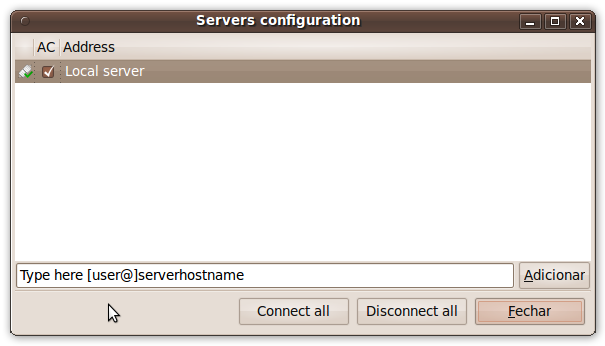 Servers configuration
AC Address
Local server
Type here [user@]serverhostname Adicionar
Connect all Disconnect all Fechar